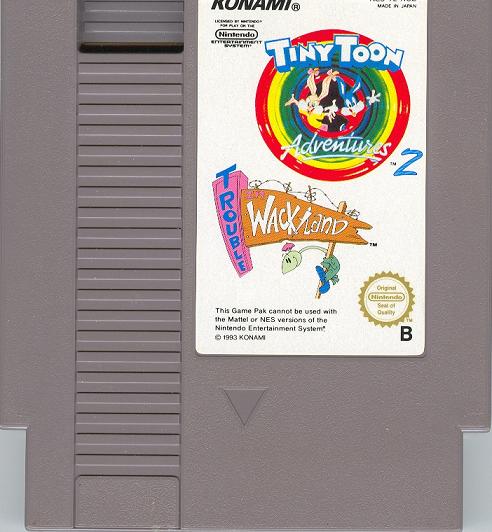 KONAMI®
LICENSED BY NINTENDO®
FOR PLAY ON THE
Nintendo
ENTERTAINMENT
SYSTEM®
MADE IN JAPAN
TINY TOON
Adventures 2
TM
TROUBLE
IN
WACKYLAND
TM
This Game Pak cannot be used with
the Mattel or NES versions of the
Nintendo Entertainment System®.
© 1993 KONAMI
Original
Nintendo
Seal of
Quality
TM
B